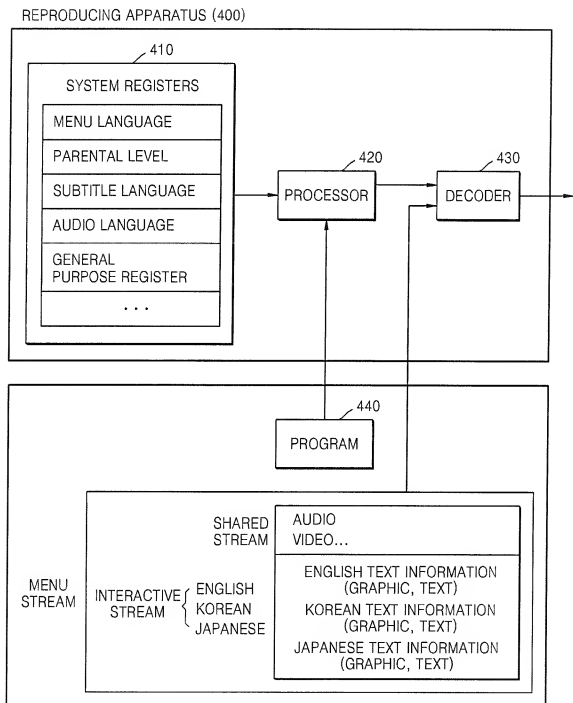 REPRODUCING APPARATUS (400)
410
SYSTEM REGISTERS
MENU LANGUAGE
PARENTAL LEVEL
SUBTITLE LANGUAGE
AUDIO LANGUAGE
GENERAL
PURPOSE REGISTER
...
420
PROCESSOR
430
DECODER
440
PROGRAM
MENU
STREAM
SHARED
STREAM
AUDIO
VIDEO...
INTERACTIVE
STREAM
ENGLISH
KOREAN
JAPANESE
ENGLISH TEXT INFORMATION
(GRAPHIC, TEXT)
KOREAN TEXT INFORMATION
(GRAPHIC, TEXT)
JAPANESE TEXT INFORMATION
(GRAPHIC, TEXT)